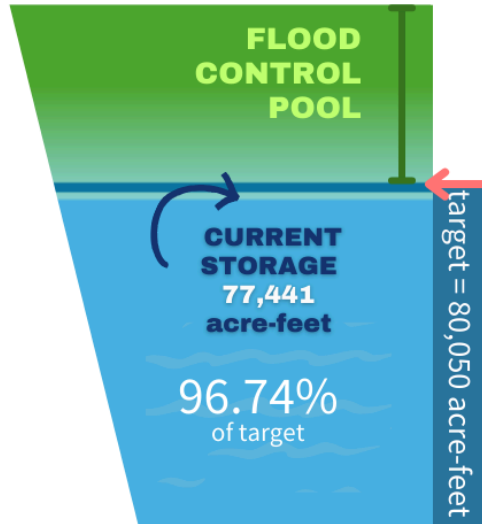 FLOOD
CONTROL
POOL
CURRENT
STORAGE
77,441
acre-feet
96.74%
of target
target = 80,050 acre-feet